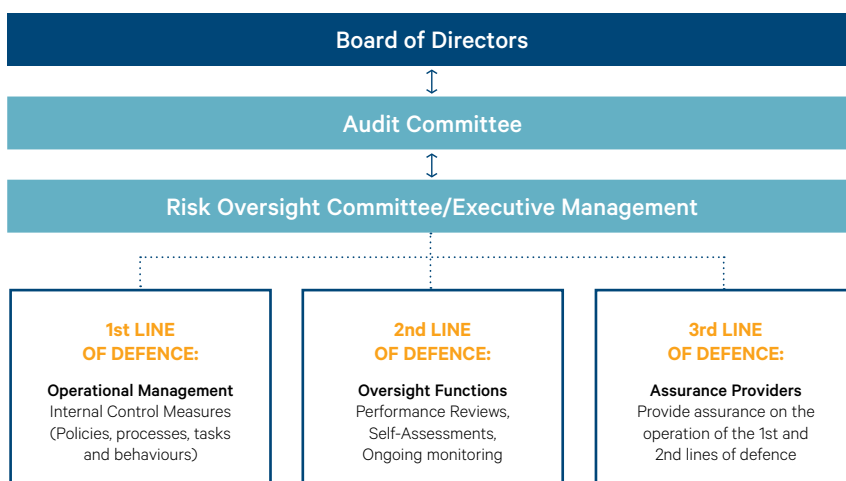 Board of Directors
Audit Committee
Risk Oversight Committee/Executive Management
1st LINE
OF DEFENCE:
Operational Management
Internal Control Measures
(Policies, processes, tasks
and behaviours)
2nd LINE
OF DEFENCE:
Oversight Functions
Performance Reviews,
Self-Assessments,
Ongoing monitoring
3rd LINE
OF DEFENCE:
Assurance Providers
Provide assurance on the
operation of the 1st and
2nd lines of defence